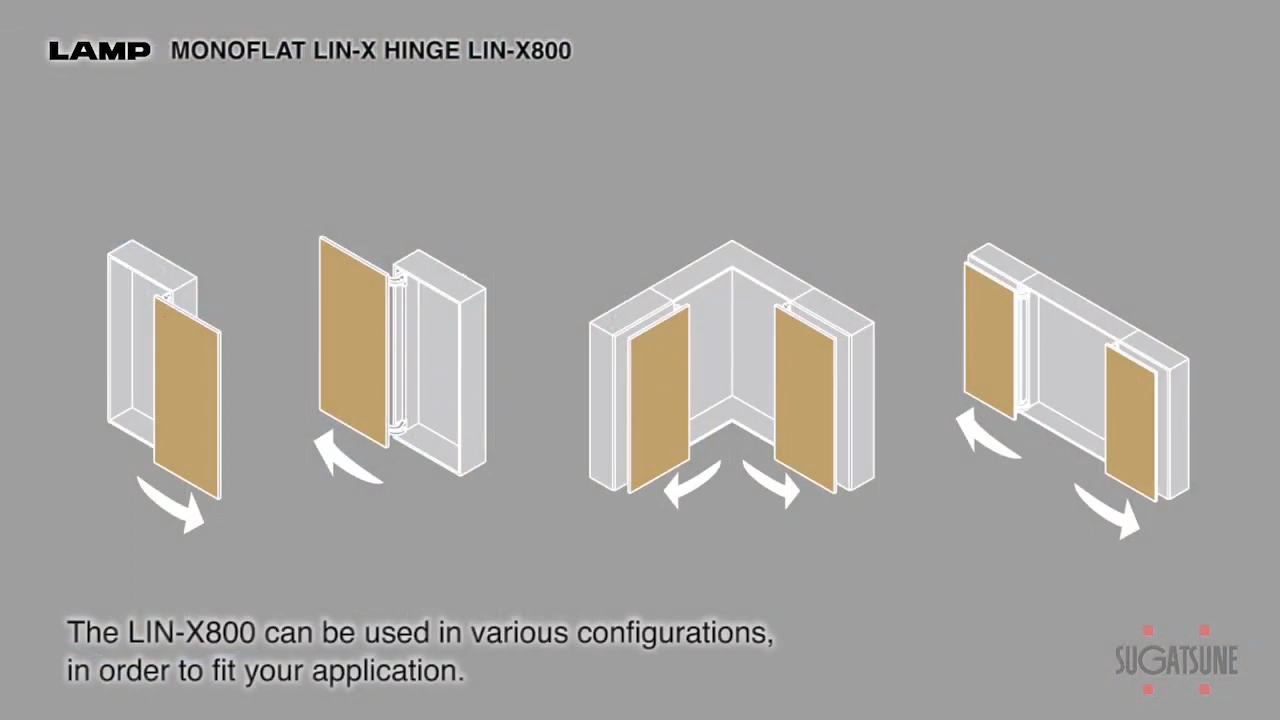 LAMP MONOFLAT LIN-X HINGE LIN-X800
The LIN-X800 can be used in various configurations,
in order to fit your application.
SUGATSUNE